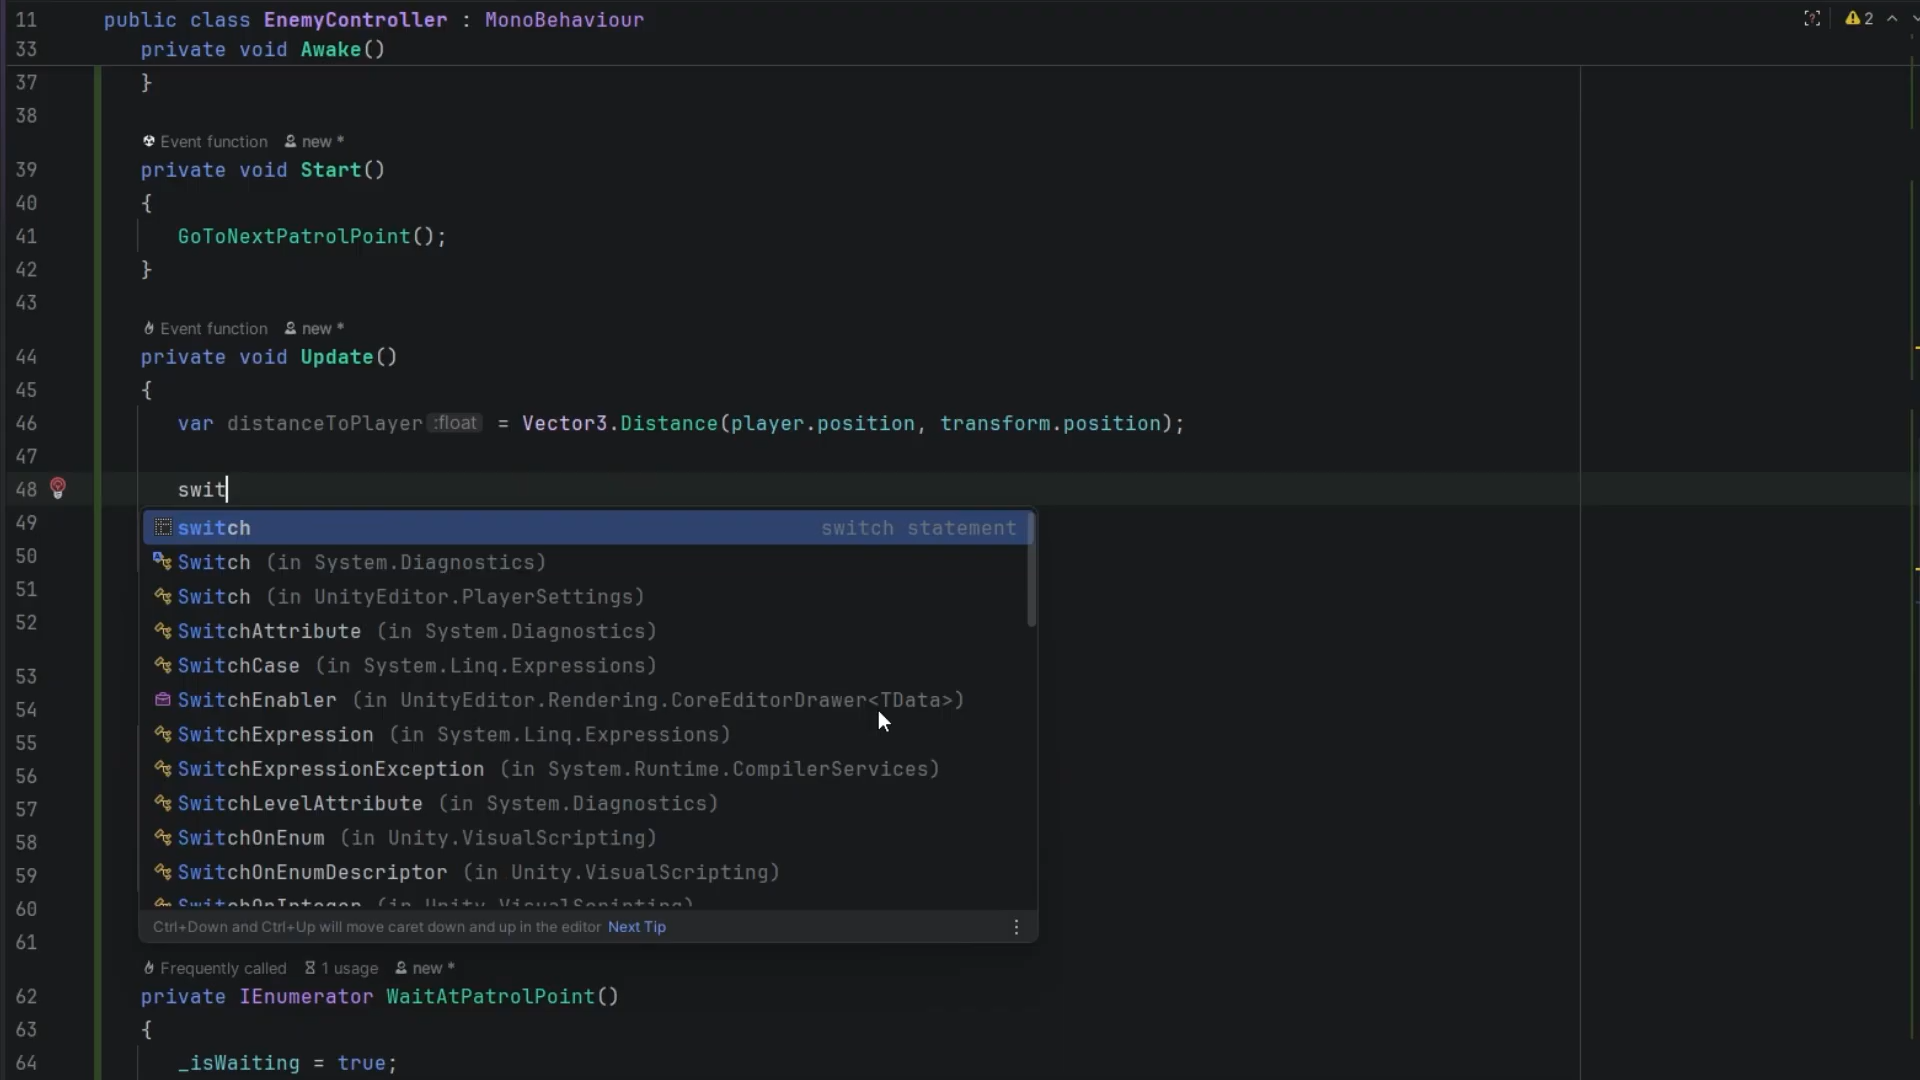 11 public class EnemyController : MonoBehaviour 2
33 private void Awake()
37 }
38
Event function new *
39 private void Start()
40 {
41 GoToNextPatrolPoint();
42 }
43
Event function new *
44 private void Update()
45 {
46 var distanceToPlayer :float = Vector3.Distance(player.position, transform.position);
47
48 swit
49 switch switch statement
50 Switch (in System.Diagnostics)
51 Switch (in UnityEditor.PlayerSettings)
52 SwitchAttribute (in System.Diagnostics)
53 SwitchCase (in System.Linq.Expressions)
54 SwitchEnabler (in UnityEditor.Rendering.CoreEditorDrawer<TData>)
55 SwitchExpression (in System.Linq.Expressions)
56 SwitchExpressionException (in System.Runtime.CompilerServices)
57 SwitchLevelAttribute (in System.Diagnostics)
58 SwitchOnEnum (in Unity.VisualScripting)
59 SwitchOnEnumDescriptor (in Unity.VisualScripting)
60 SwitchOnInteger (in Unity.VisualScripting)
61 Ctrl+Down and Ctrl+Up will move caret down and up in the editor Next Tip
Frequently called 1 usage new *
62 private IEnumerator WaitAtPatrolPoint()
63 {
64 _isWaiting = true;